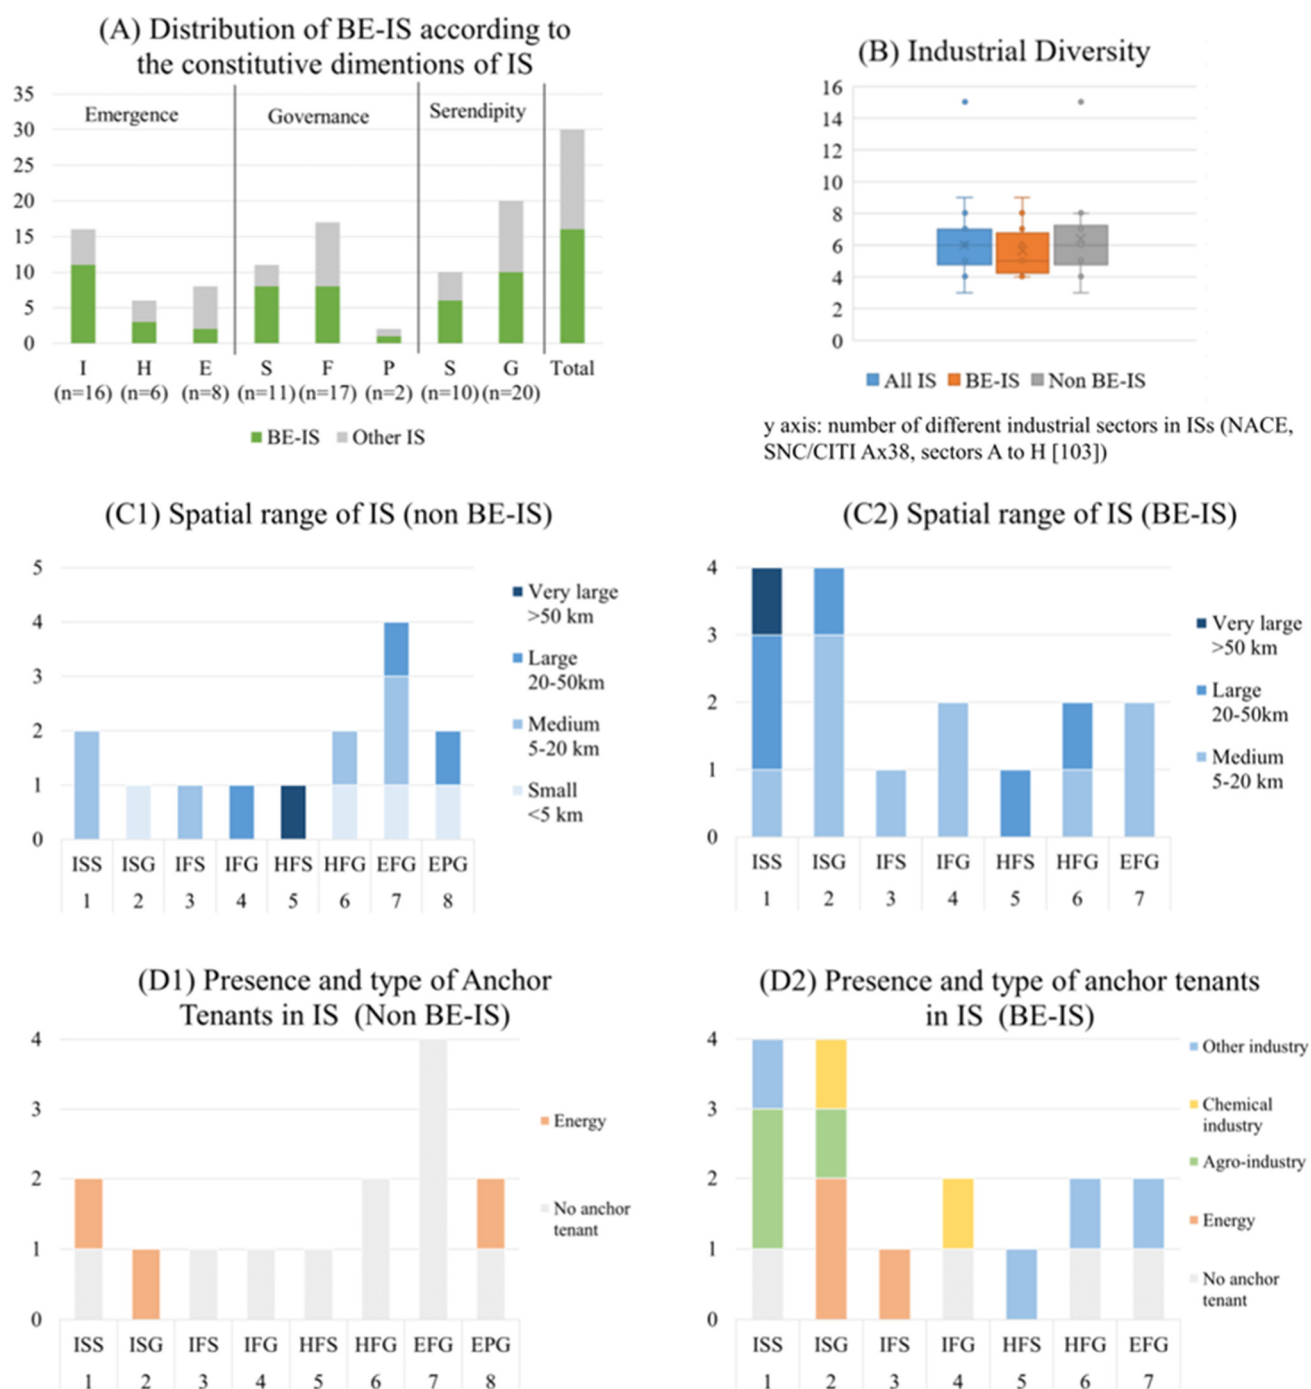 (A) Distribution of BE-IS according to
the constitutive dimentions of IS
35
30
25
20
15
10
5
0
Emergence
Governance
Serendipity
I H E S F P S G Total
(n=16) (n=6) (n=8) (n=11) (n=17) (n=2) (n=10) (n=20)
BE-IS Other IS
(B) Industrial Diversity
16
14
12
10
8
6
4
2
0
All IS BE-IS Non BE-IS
y axis: number of different industrial sectors in ISs (NACE,
SNC/CITI Ax38, sectors A to H [103])
(C1) Spatial range of IS (non BE-IS)
5
4
3
2
1
0
ISS ISG IFS IFG HFS HFG EFG EPG
1 2 3 4 5 6 7 8
Very large
>50 km
Large
20-50km
Medium
5-20 km
Small
<5 km
(C2) Spatial range of IS (BE-IS)
4
3
2
1
0
ISS ISG IFS IFG HFS HFG EFG
1 2 3 4 5 6 7
Very large
>50 km
Large
20-50km
Medium
5-20 km
(D1) Presence and type of Anchor
Tenants in IS (Non BE-IS)
4
3
2
1
0
ISS ISG IFS IFG HFS HFG EFG EPG
1 2 3 4 5 6 7 8
Energy
No anchor
tenant
(D2) Presence and type of anchor tenants
in IS (BE-IS)
4
3
2
1
0
ISS ISG IFS IFG HFS HFG EFG
1 2 3 4 5 6 7
Other industry
Chemical
industry
Agro-industry
Energy
No anchor
tenant